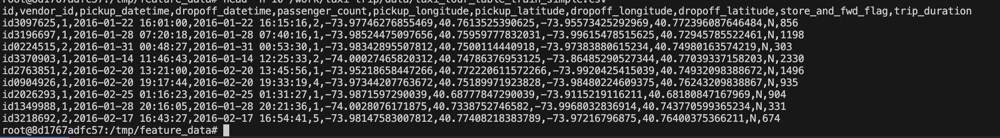 root@8d1767adfc57:/tmp/feature_data# head -n 10 /work/taxi-trip/data/taxi_tour_table_train_simple.csv
id,vendor_id,pickup_datetime,dropoff_datetime,passenger_count,pickup_longitude,pickup_latitude,dropoff_longitude,dropoff_latitude,store_and_fwd_flag,trip_duration
id3097625,1,2016-01-22 16:01:00,2016-01-22 16:15:16,2,-73.97746276855469,40.7613525390625,-73.95573425292969,40.772396087646484,N,856
id3196697,1,2016-01-28 07:20:18,2016-01-28 07:40:16,1,-73.98524475097656,40.75959777832031,-73.99615478515625,40.72945785522461,N,1198
id0224515,2,2016-01-31 00:48:27,2016-01-31 00:53:30,1,-73.98342895507812,40.7500114440918,-73.97383880615234,40.74980163574219,N,303
id3370903,1,2016-01-14 11:46:43,2016-01-14 12:25:33,2,-74.00027465820312,40.74786376953125,-73.86485290527344,40.77039337158203,N,2330
id2763851,2,2016-02-20 13:21:00,2016-02-20 13:45:56,1,-73.95218658447266,40.772220611572266,-73.9920425415039,40.74932098388672,N,1496
id0904926,1,2016-02-20 19:17:44,2016-02-20 19:33:19,4,-73.97344207763672,40.75189971923828,-73.98480224609375,40.76243209838867,N,935
id2026293,1,2016-02-25 01:16:23,2016-02-25 01:31:27,1,-73.9871597290039,40.68777847290039,-73.9115219116211,40.68180847167969,N,904
id1349988,1,2016-01-28 20:16:05,2016-01-28 20:21:36,1,-74.0028076171875,40.7338752746582,-73.9968032836914,40.743770599365234,N,331
id3218692,2,2016-02-17 16:43:27,2016-02-17 16:54:41,5,-73.98147583007812,40.77408218383789,-73.97216796875,40.76400375366211,N,674
root@8d1767adfc57:/tmp/feature_data#